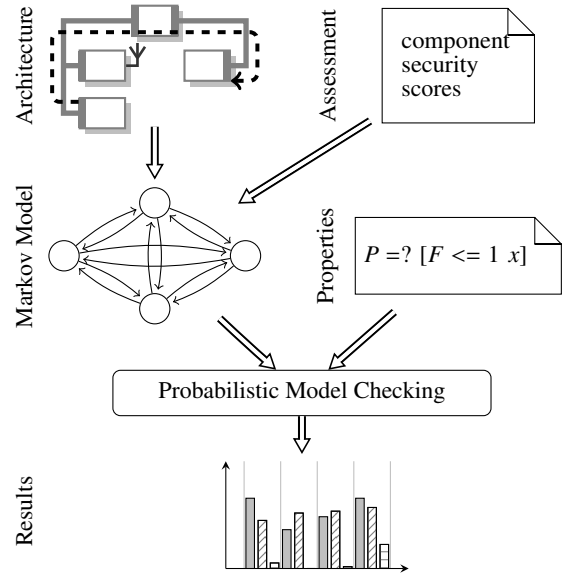 Architecture
Assessment
component
security
scores
Markov Model
Properties
P =? [F <= 1 x]
Probabilistic Model Checking
Results